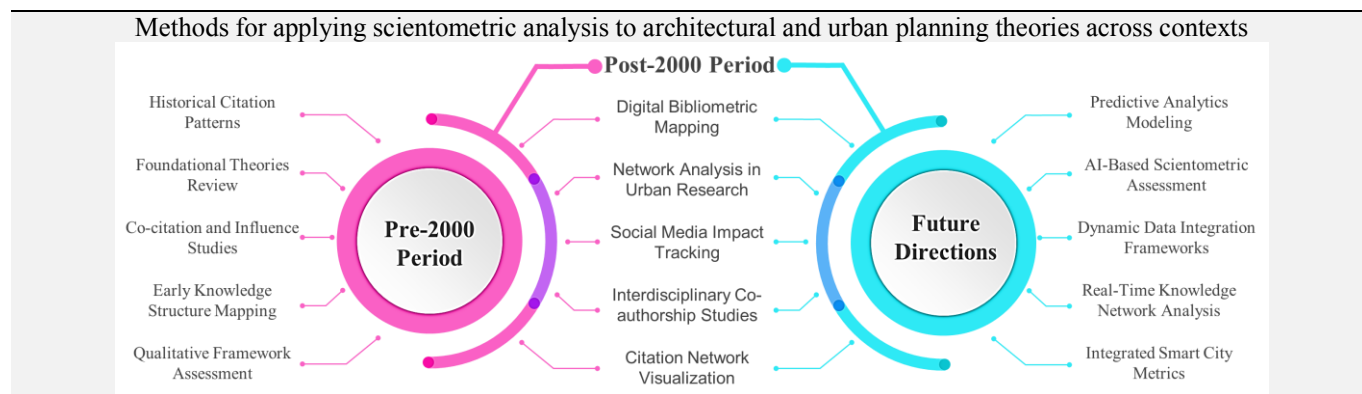 Methods for applying scientometric analysis to architectural and urban planning theories across contexts
Post-2000 Period
Historical Citation
Patterns
Foundational Theories
Review
Co-citation and Influence
Studies
Early Knowledge
Structure Mapping
Qualitative Framework
Assessment
Pre-2000
Period
Digital Bibliometric
Mapping
Network Analysis in
Urban Research
Social Media Impact
Tracking
Interdisciplinary Co-
authorship Studies
Citation Network
Visualization
Future
Directions
Predictive Analytics
Modeling
AI-Based Scientometric
Assessment
Dynamic Data Integration
Frameworks
Real-Time Knowledge
Network Analysis
Integrated Smart City
Metrics